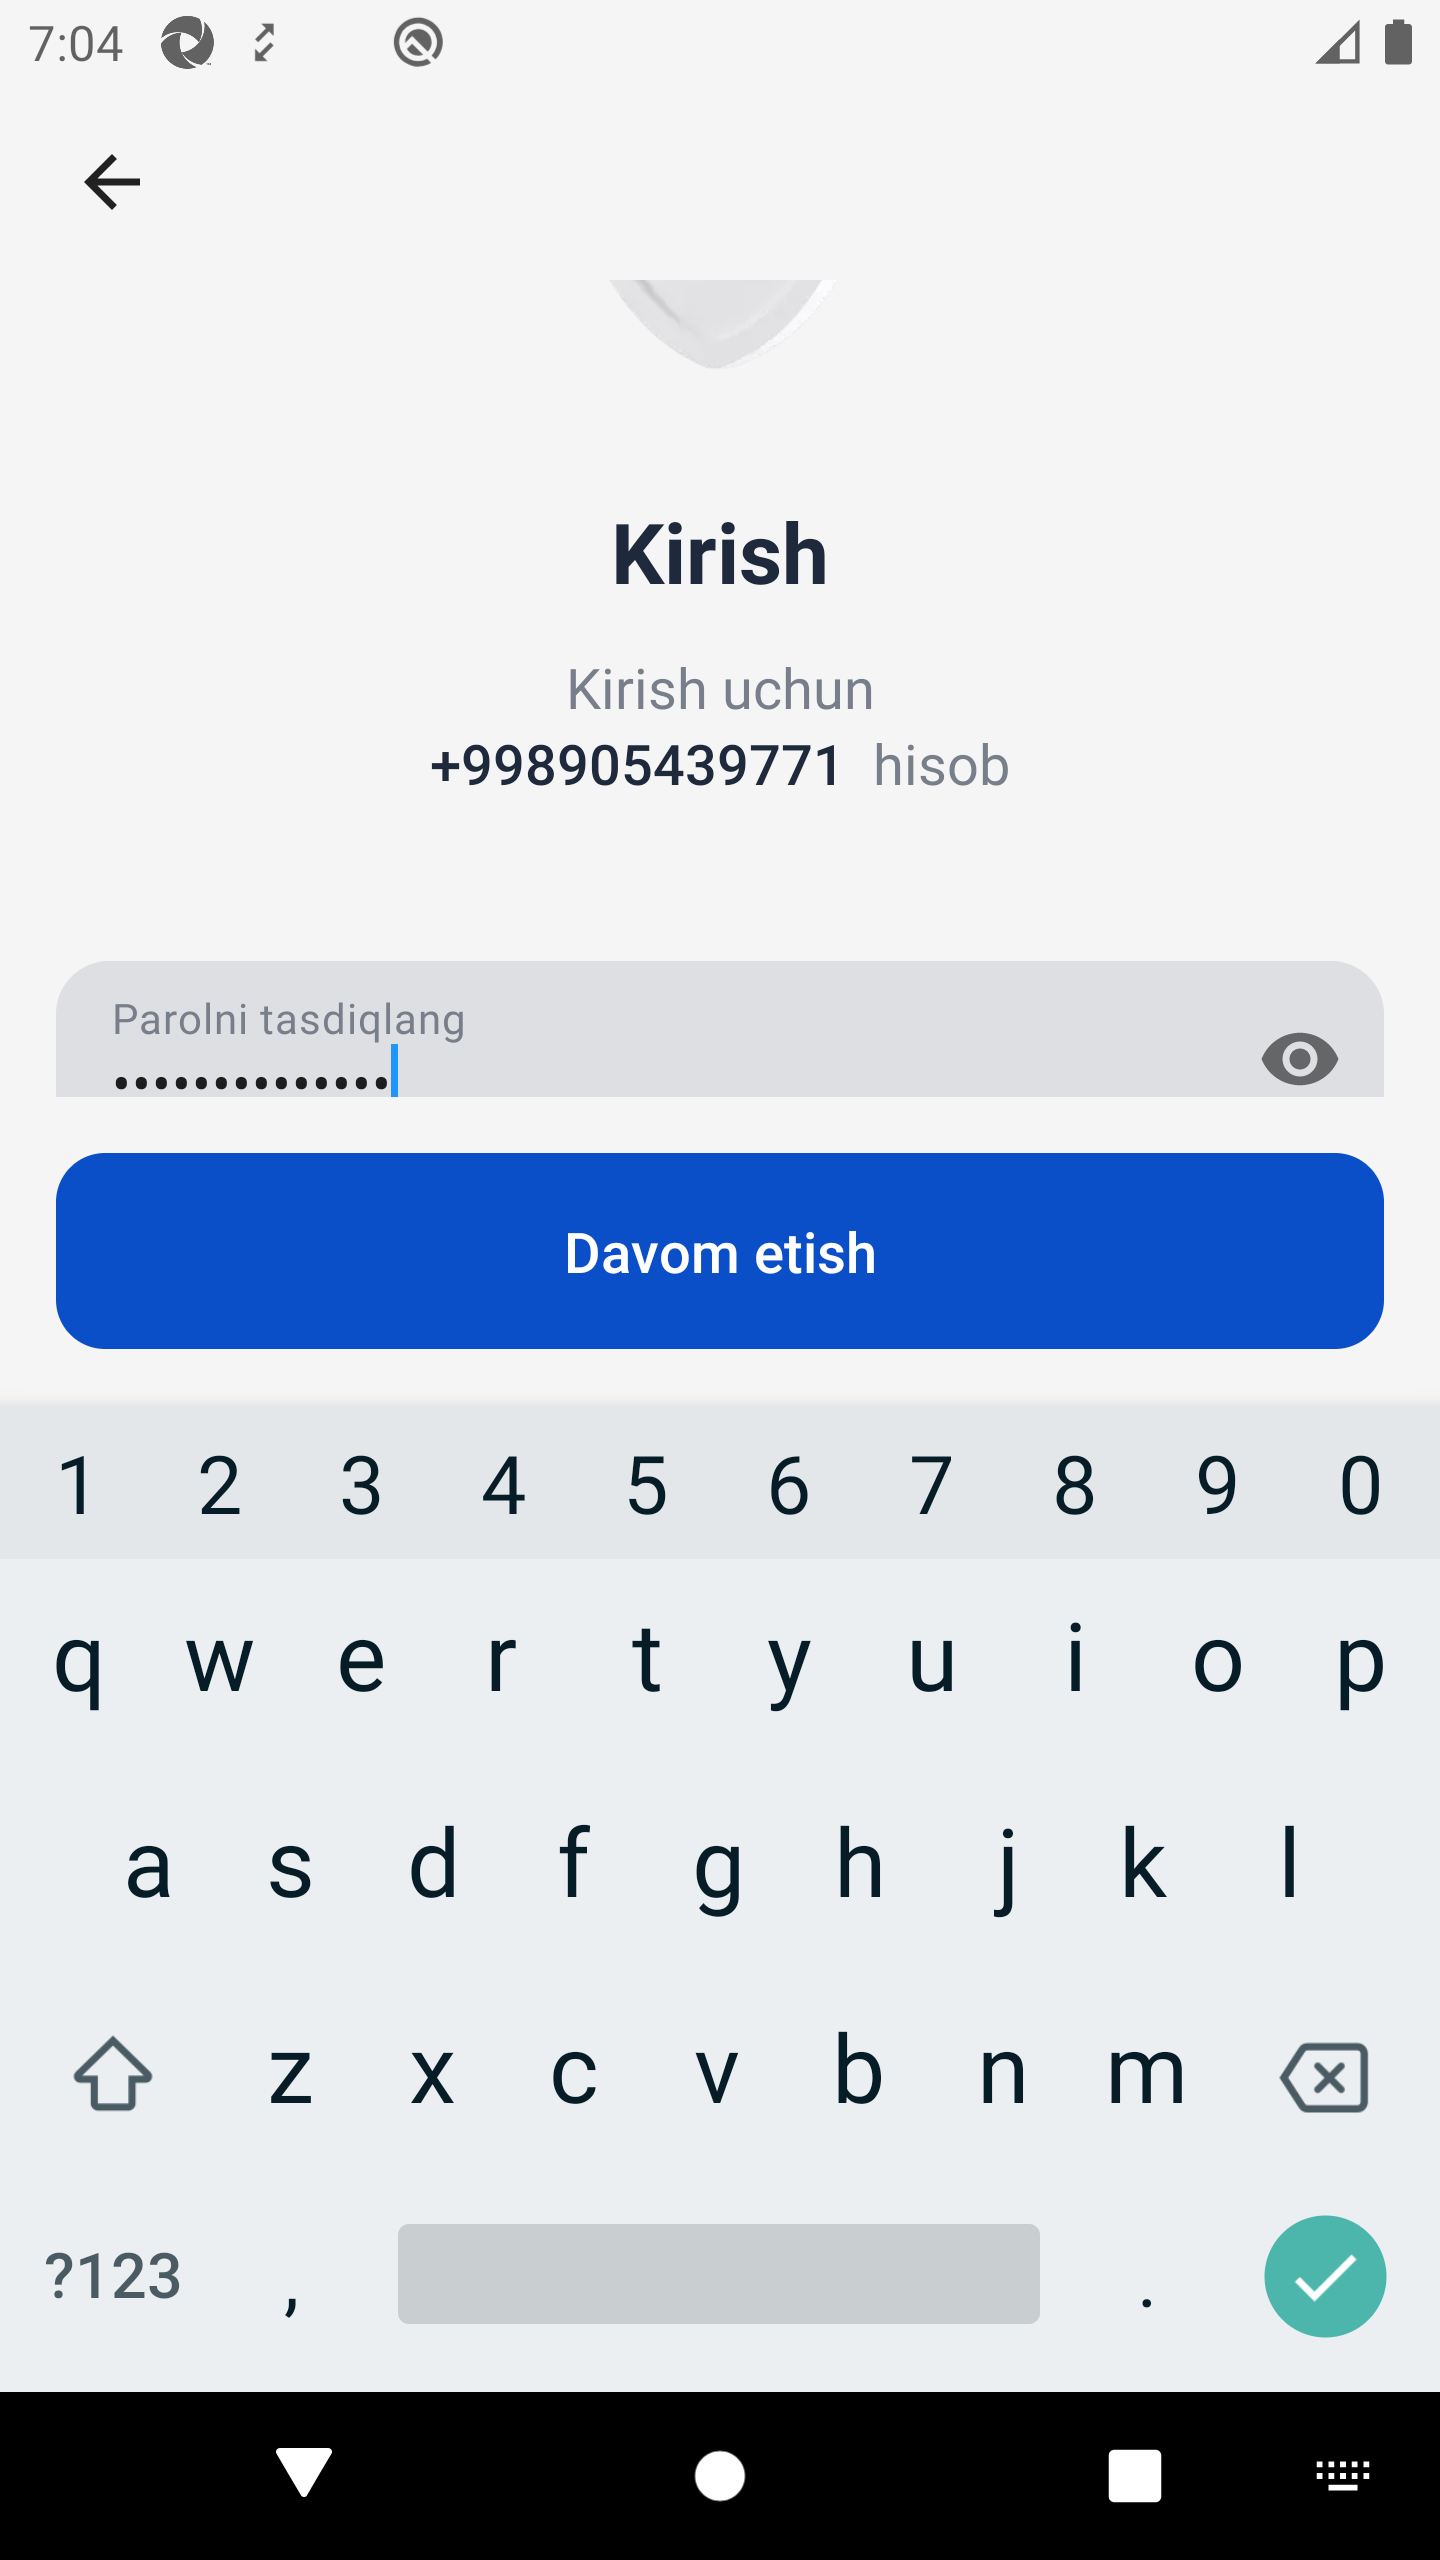 7:04
Kirish
Kirish uchun
+998905439771 hisob
Parolni tasdiqlang
••••••••••••••
Davom etish
1 2 3 4 5 6 7 8 9 0
q w e r t y u i o p
a s d f g h j k l
z x c v b n m
?123 , .